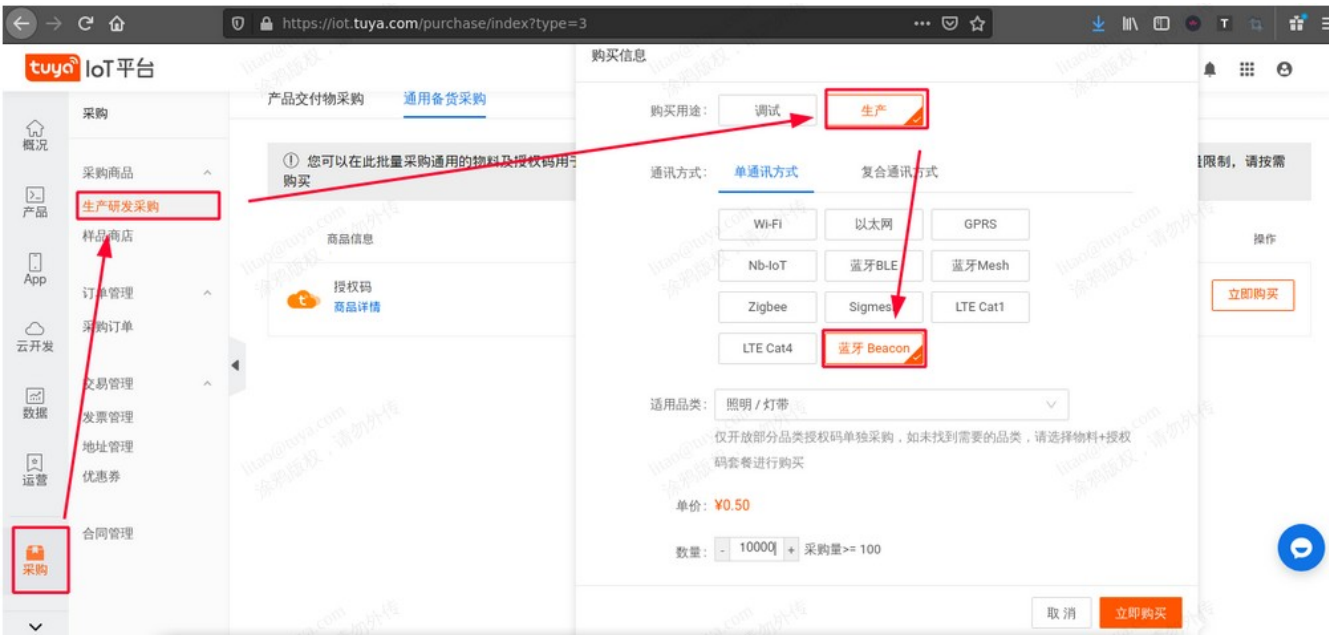 https://iot.tuya.com/purchase/index?type=3
tuya IoT平台
概况
产品
App
云开发
数据
运营
采购
采购
采购商品
生产研发采购
样品商店
订单管理
采购订单
交易管理
发票管理
地址管理
优惠券
合同管理
产品交付物采购 通用备货采购
您可以在此批量采购通用的物料及授权码用于
量限制，请按需
购买
商品信息
操作
授权码
商品详情
立即购买
购买信息
购买用途： 调试 生产
通讯方式： 单通讯方式 复合通讯方式
Wi-Fi 以太网 GPRS
Nb-IoT 蓝牙BLE 蓝牙Mesh
Zigbee Sigmesh LTE Cat1
LTE Cat4 蓝牙 Beacon
适用品类： 照明 / 灯带
仅开放部分品类授权码单独采购，如未找到需要的品类，请选择物料+授权
码套餐进行购买
单价： ¥0.50
数量： - 10000 + 采购量>= 100
取 消 立即购买
litao@tuya.com
涂鸦版权，请勿外传